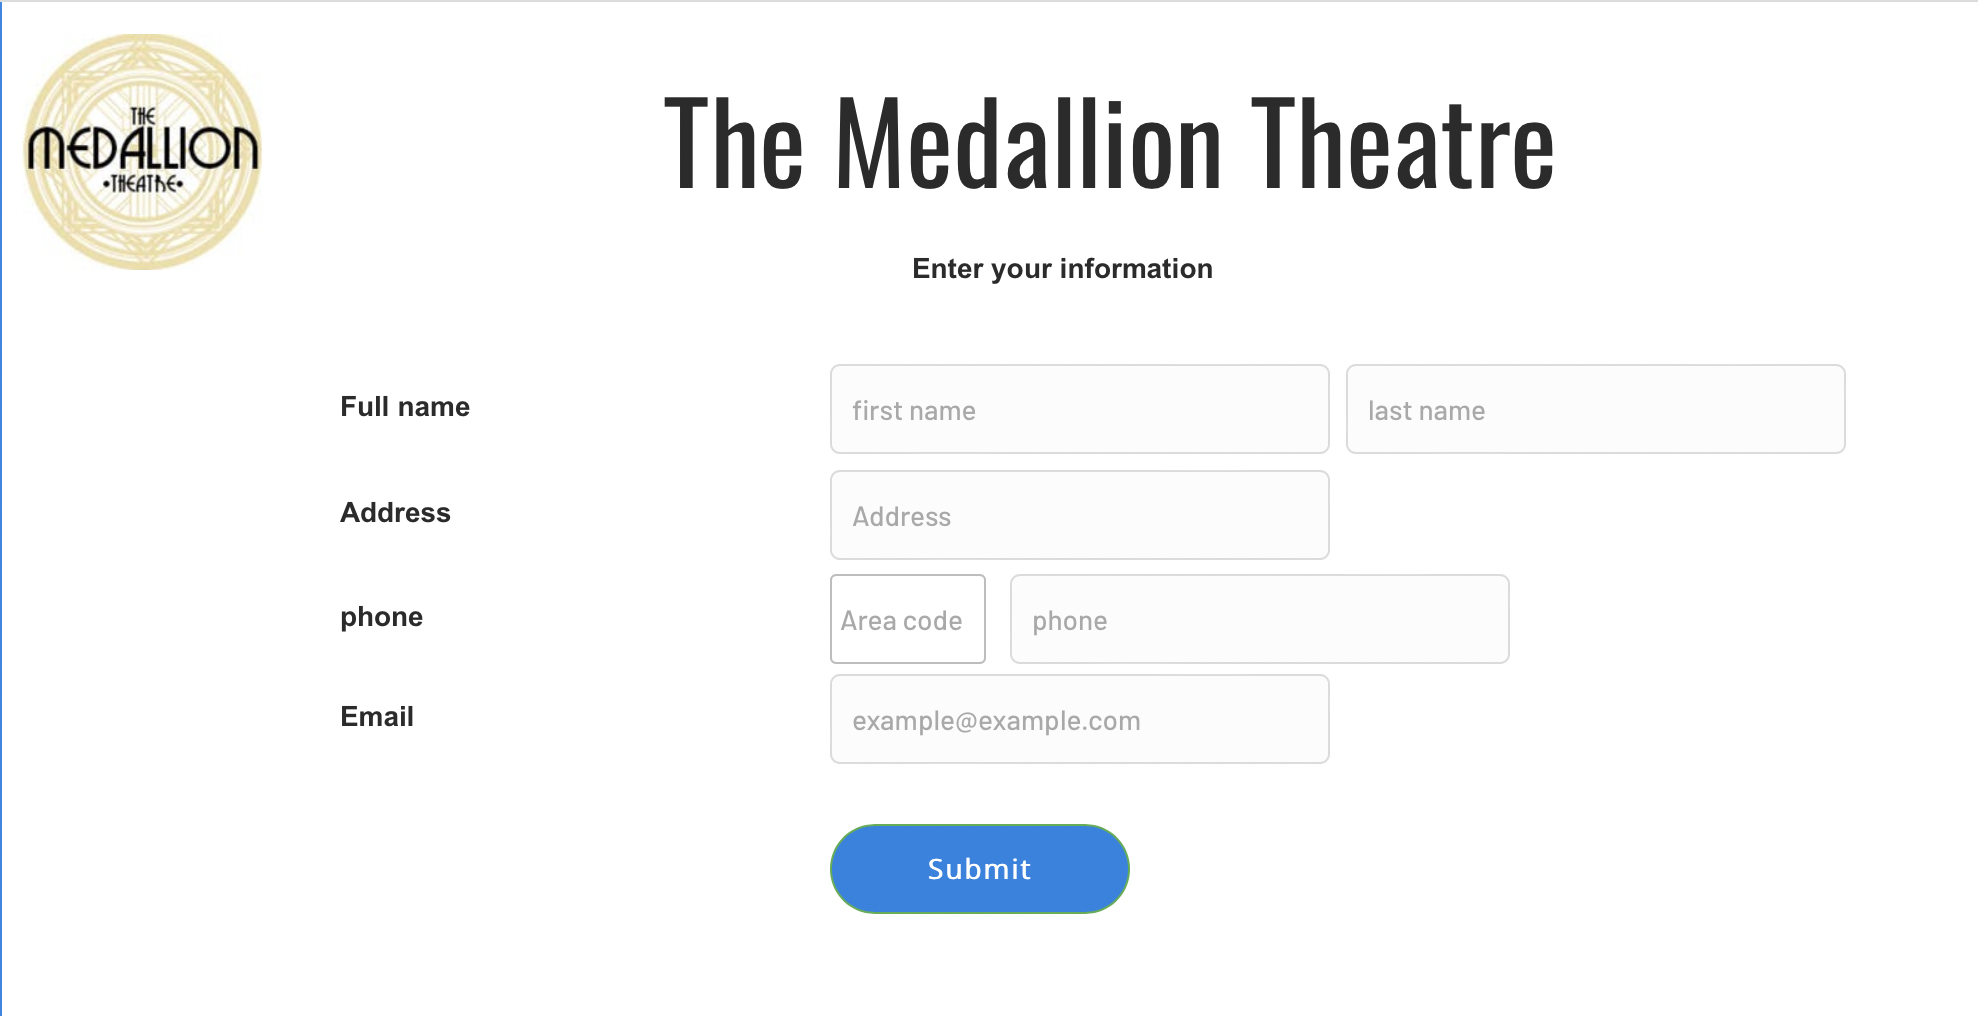 THE
MEDALLION
•THEATRE•
The Medallion Theatre
Enter your information
Full name
first name
last name
Address
Address
phone
Area code
phone
Email
example@example.com
Submit